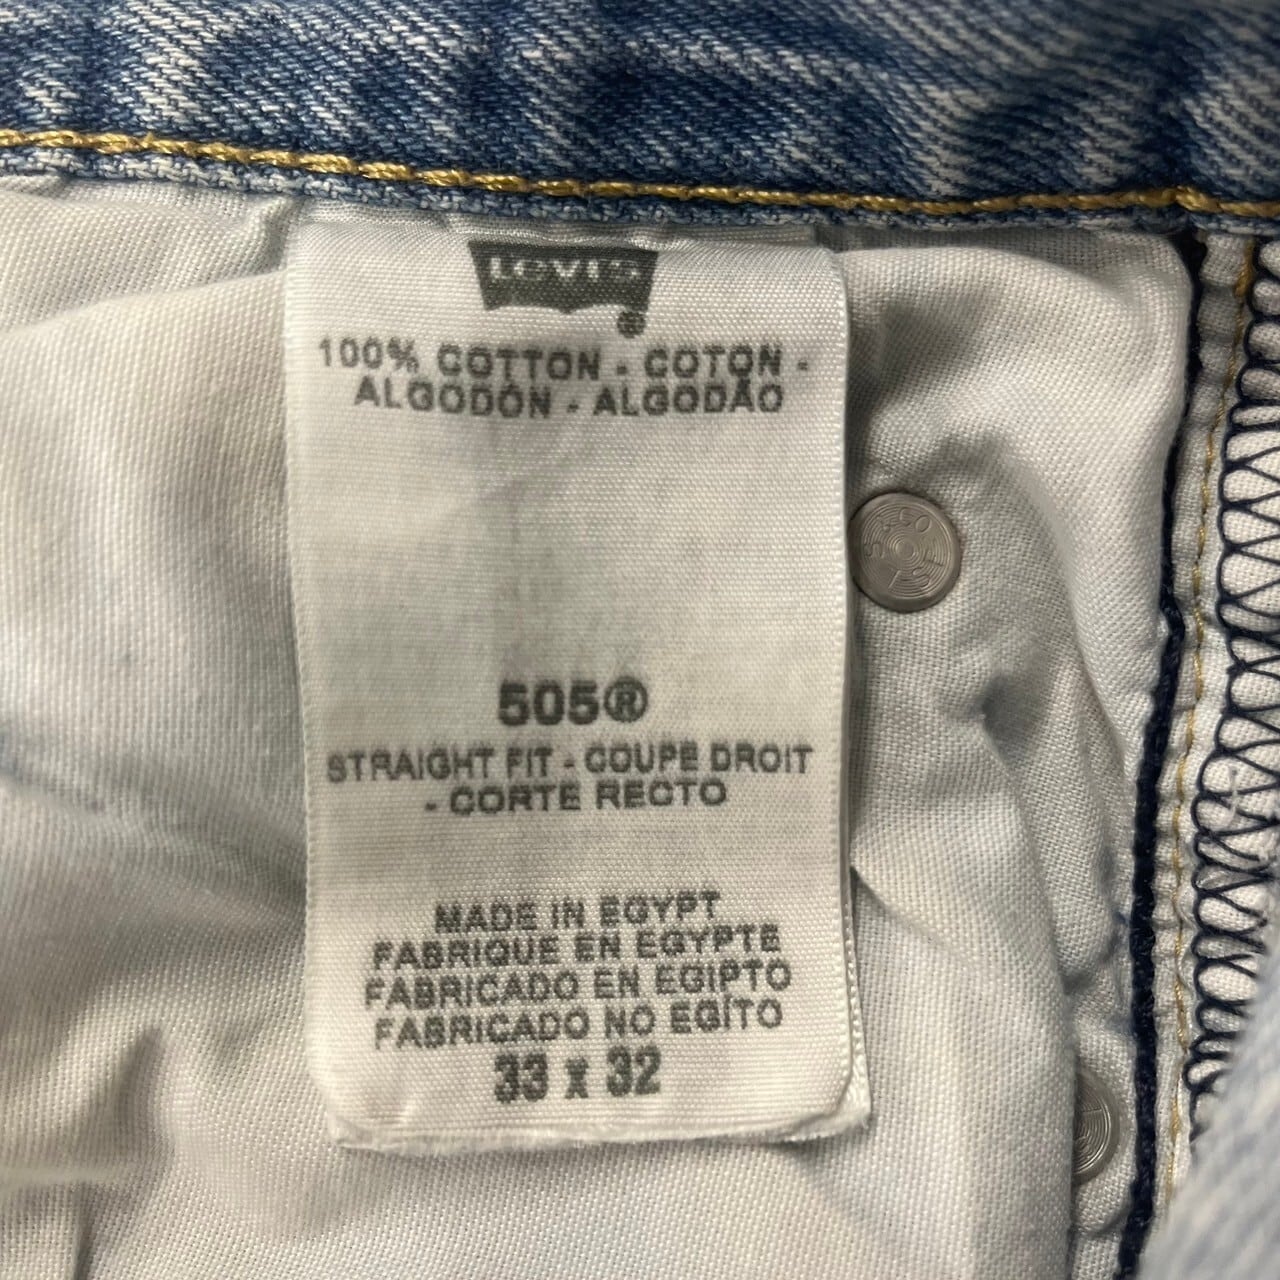 Levi's
®
100% COTTON - COTON -
ALGODÓN - ALGODÃO
505®
STRAIGHT FIT - COUPE DROIT
- CORTE RECTO
MADE IN EGYPT
FABRIQUE EN EGYPTE
FABRICADO EN EGIPTO
FABRICADO NO EGÍTO
33 x 32